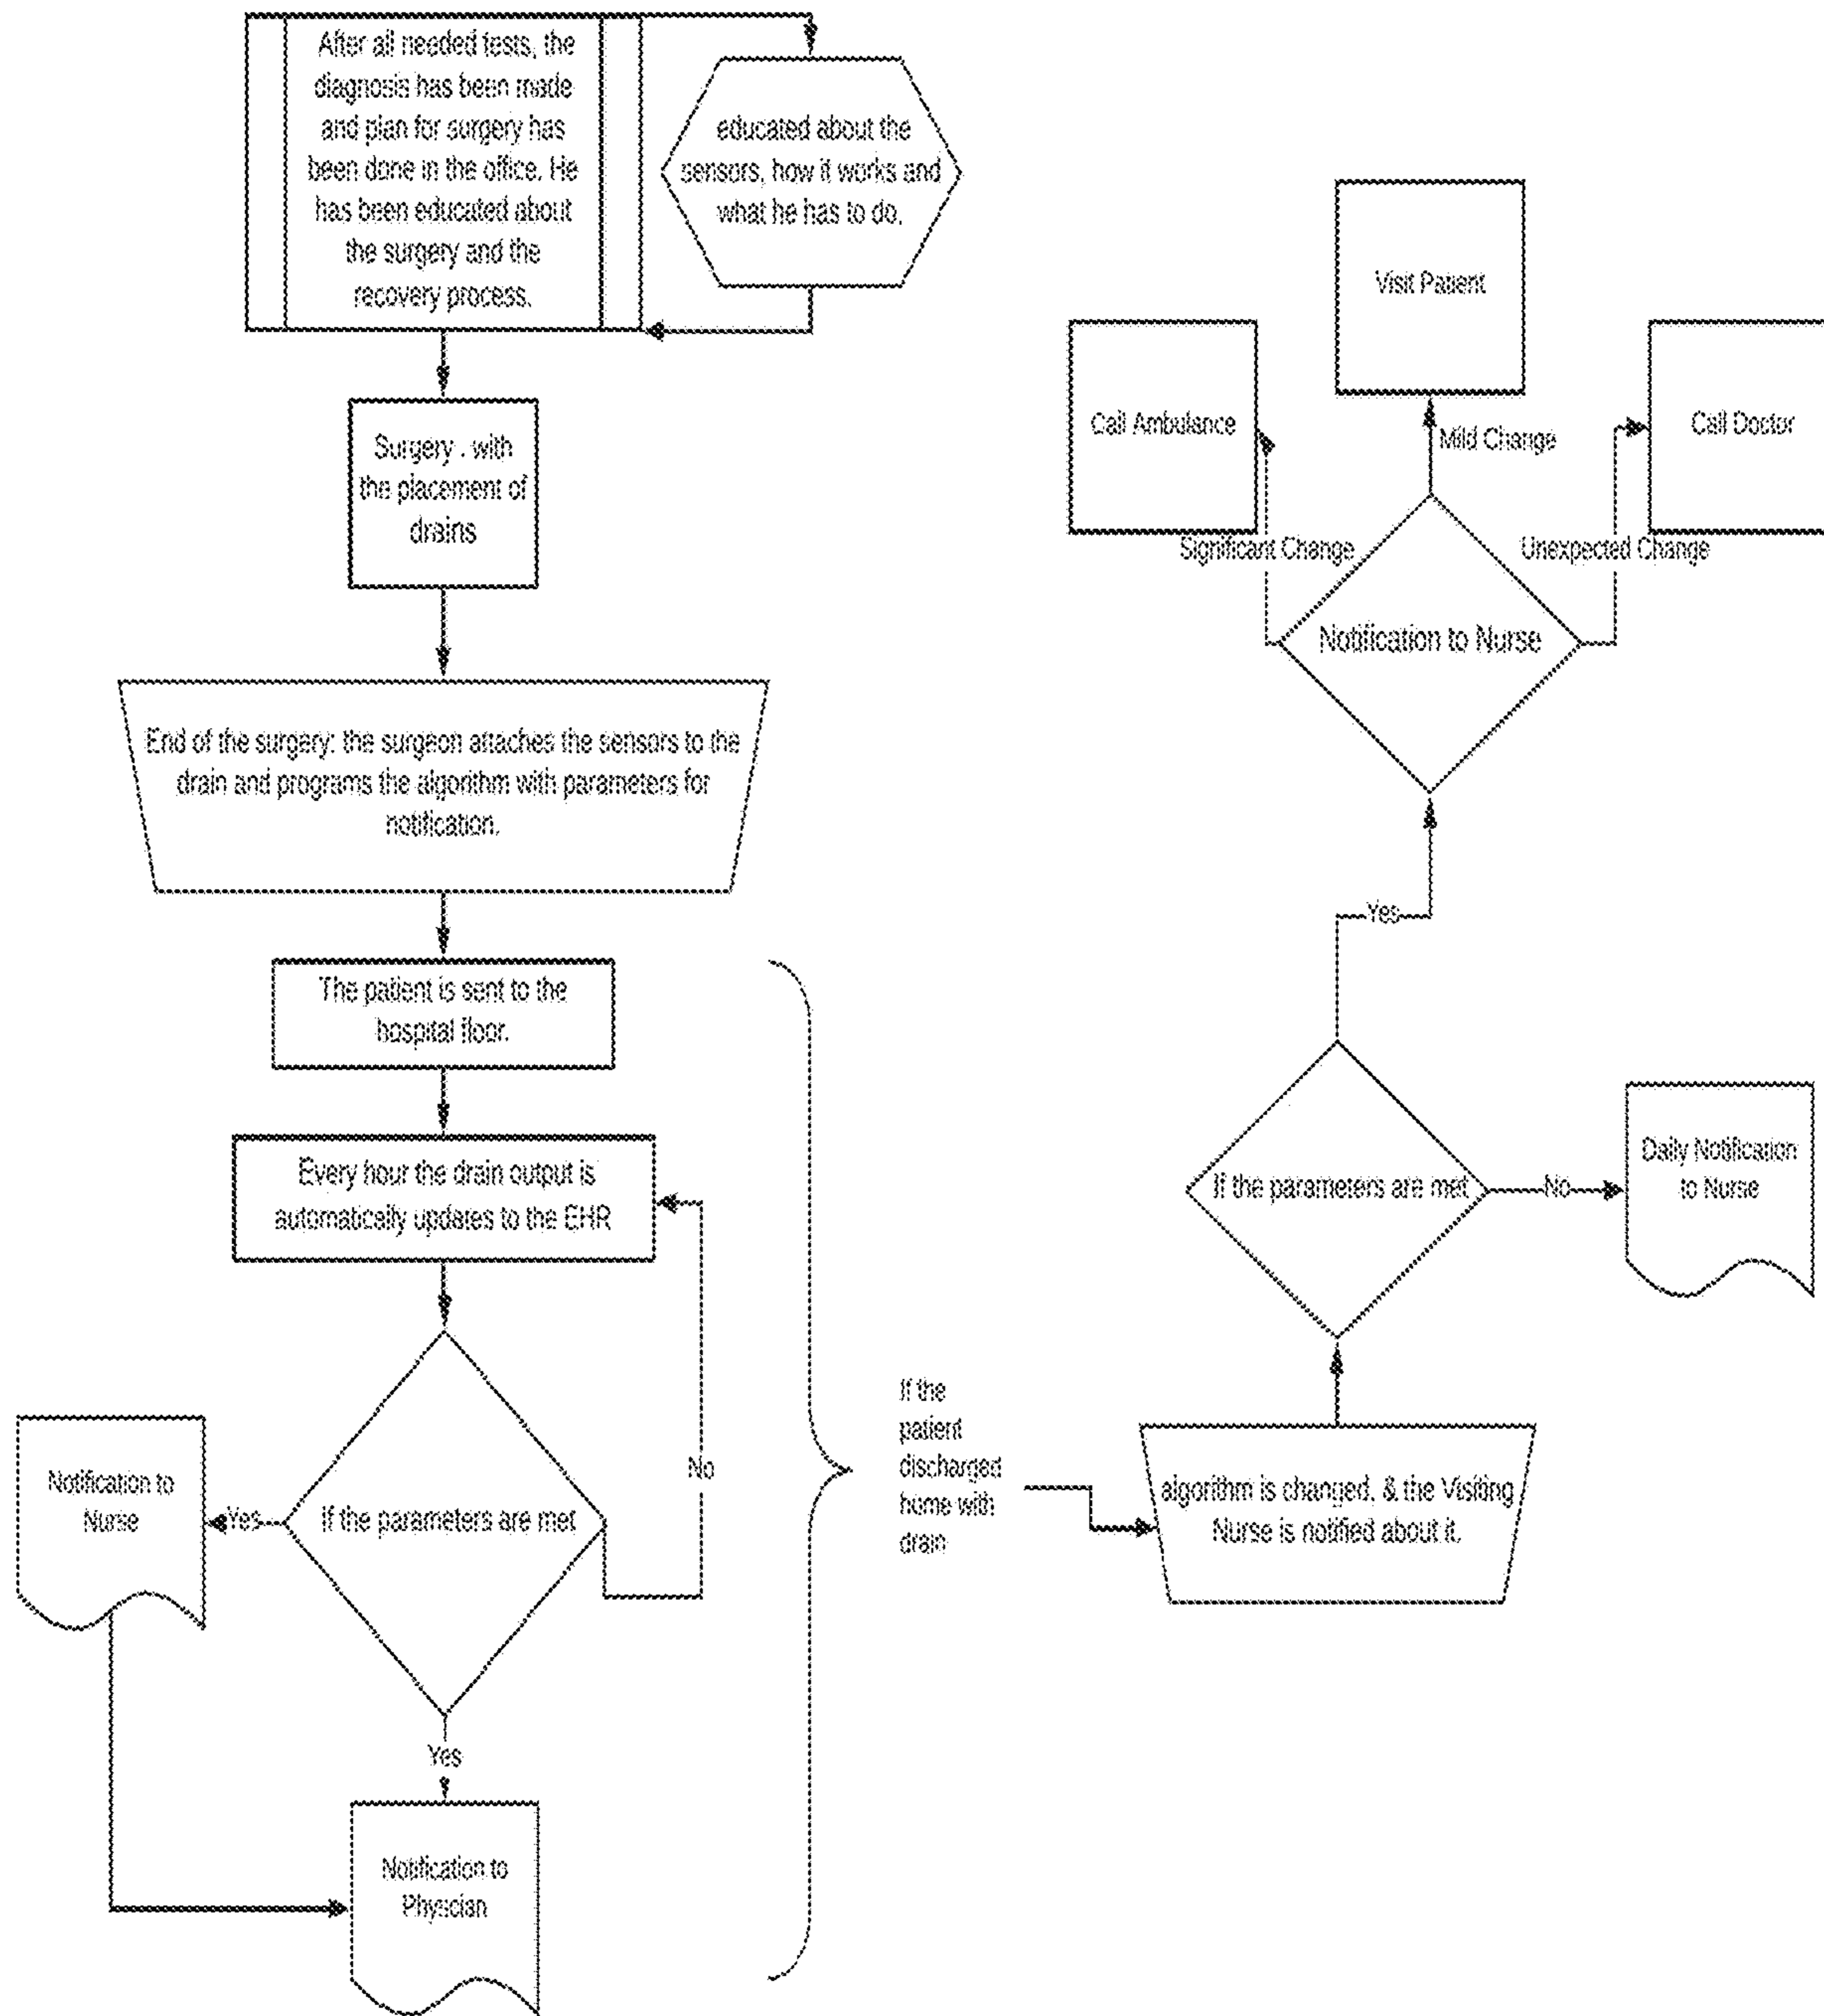 After all needed tests, the
diagnosis has been made
and plan for surgery has
been done in the office. He
has been educated about
the surgery and the
recovery process.
educated about the
sensors, how it works and
what he has to do.
Surgery . with
the placement of
drains
End of the surgery: the surgeon attaches the sensors to the
drain and programs the algorithm with parameters for
notification.
The patient is sent to the
hospital floor.
Every hour the drain output is
automatically updates to the EHR
if the parameters are met
No
Yes
Notification to
Nurse
Yes
Notification to
Physician
If the
patient
discharged
home with
drain
algorithm is changed, & the Visiting
Nurse is notified about it.
If the parameters are met
No
Daily Notification
to Nurse
Yes
Notification to Nurse
Significant Change
Call Ambulance
Mild Change
Visit Patient
Unexpected Change
Call Doctor